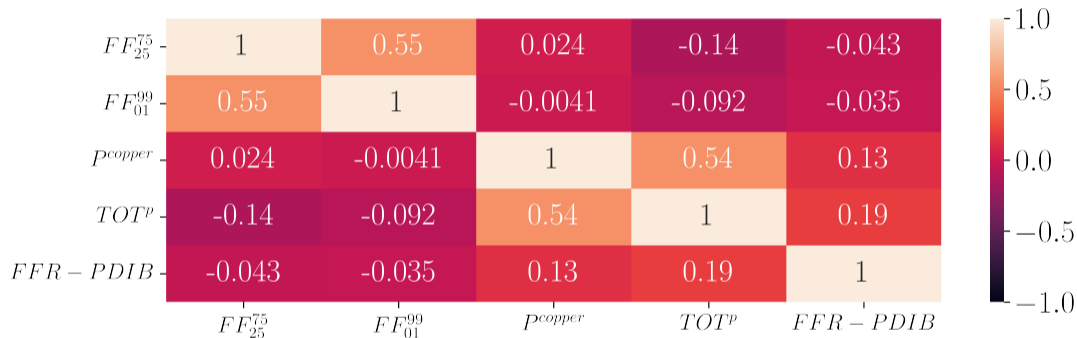 FF_{25}^{75} 1 0.55 0.024 -0.14 -0.043
FF_{01}^{99} 0.55 1 -0.0041 -0.092 -0.035
P^{copper} 0.024 -0.0041 1 0.54 0.13
TOT^{p} -0.14 -0.092 0.54 1 0.19
FFR − PDIB -0.043 -0.035 0.13 0.19 1
FF_{25}^{75} FF_{01}^{99} P^{copper} TOT^{p} FFR − PDIB
1.0
0.5
0.0
−0.5
−1.0